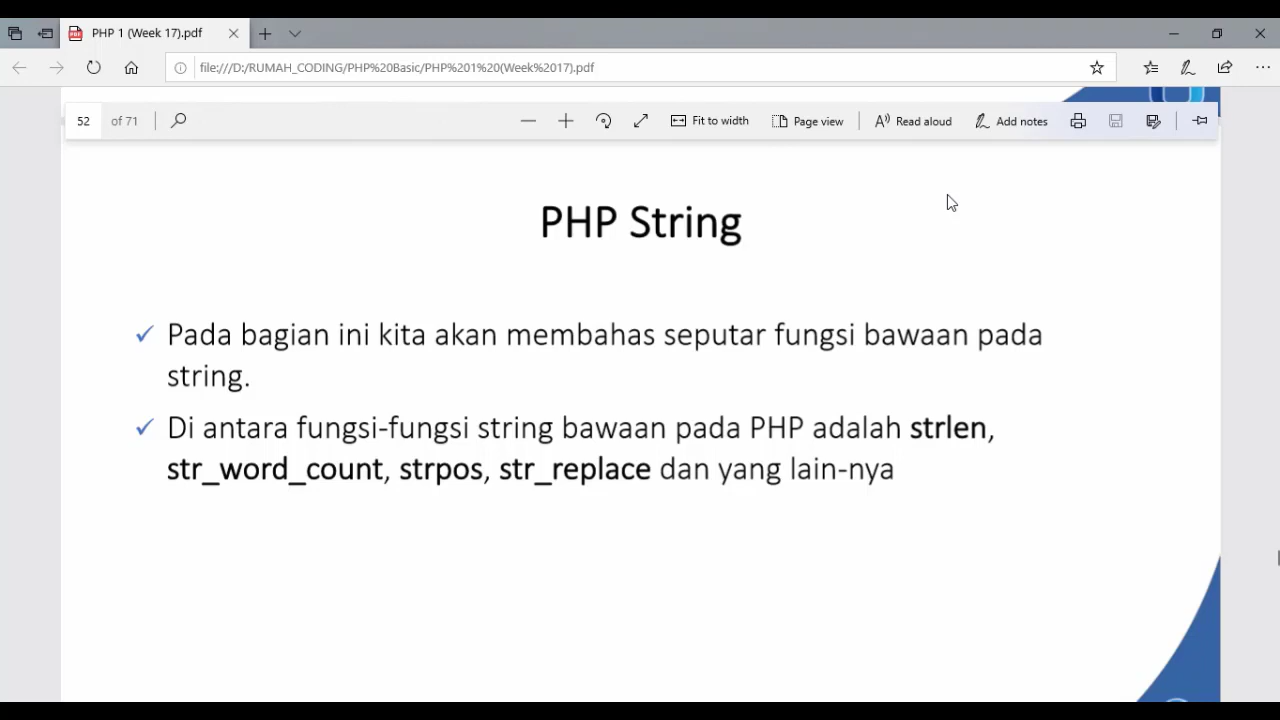 PHP 1 (Week 17).pdf
file:///D:/RUMAH_CODING/PHP%20Basic/PHP%201%20(Week%2017).pdf
52 of 71 Fit to width Page view Read aloud Add notes
PHP String
Pada bagian ini kita akan membahas seputar fungsi bawaan pada
string.
Di antara fungsi-fungsi string bawaan pada PHP adalah strlen,
str_word_count, strpos, str_replace dan yang lain-nya